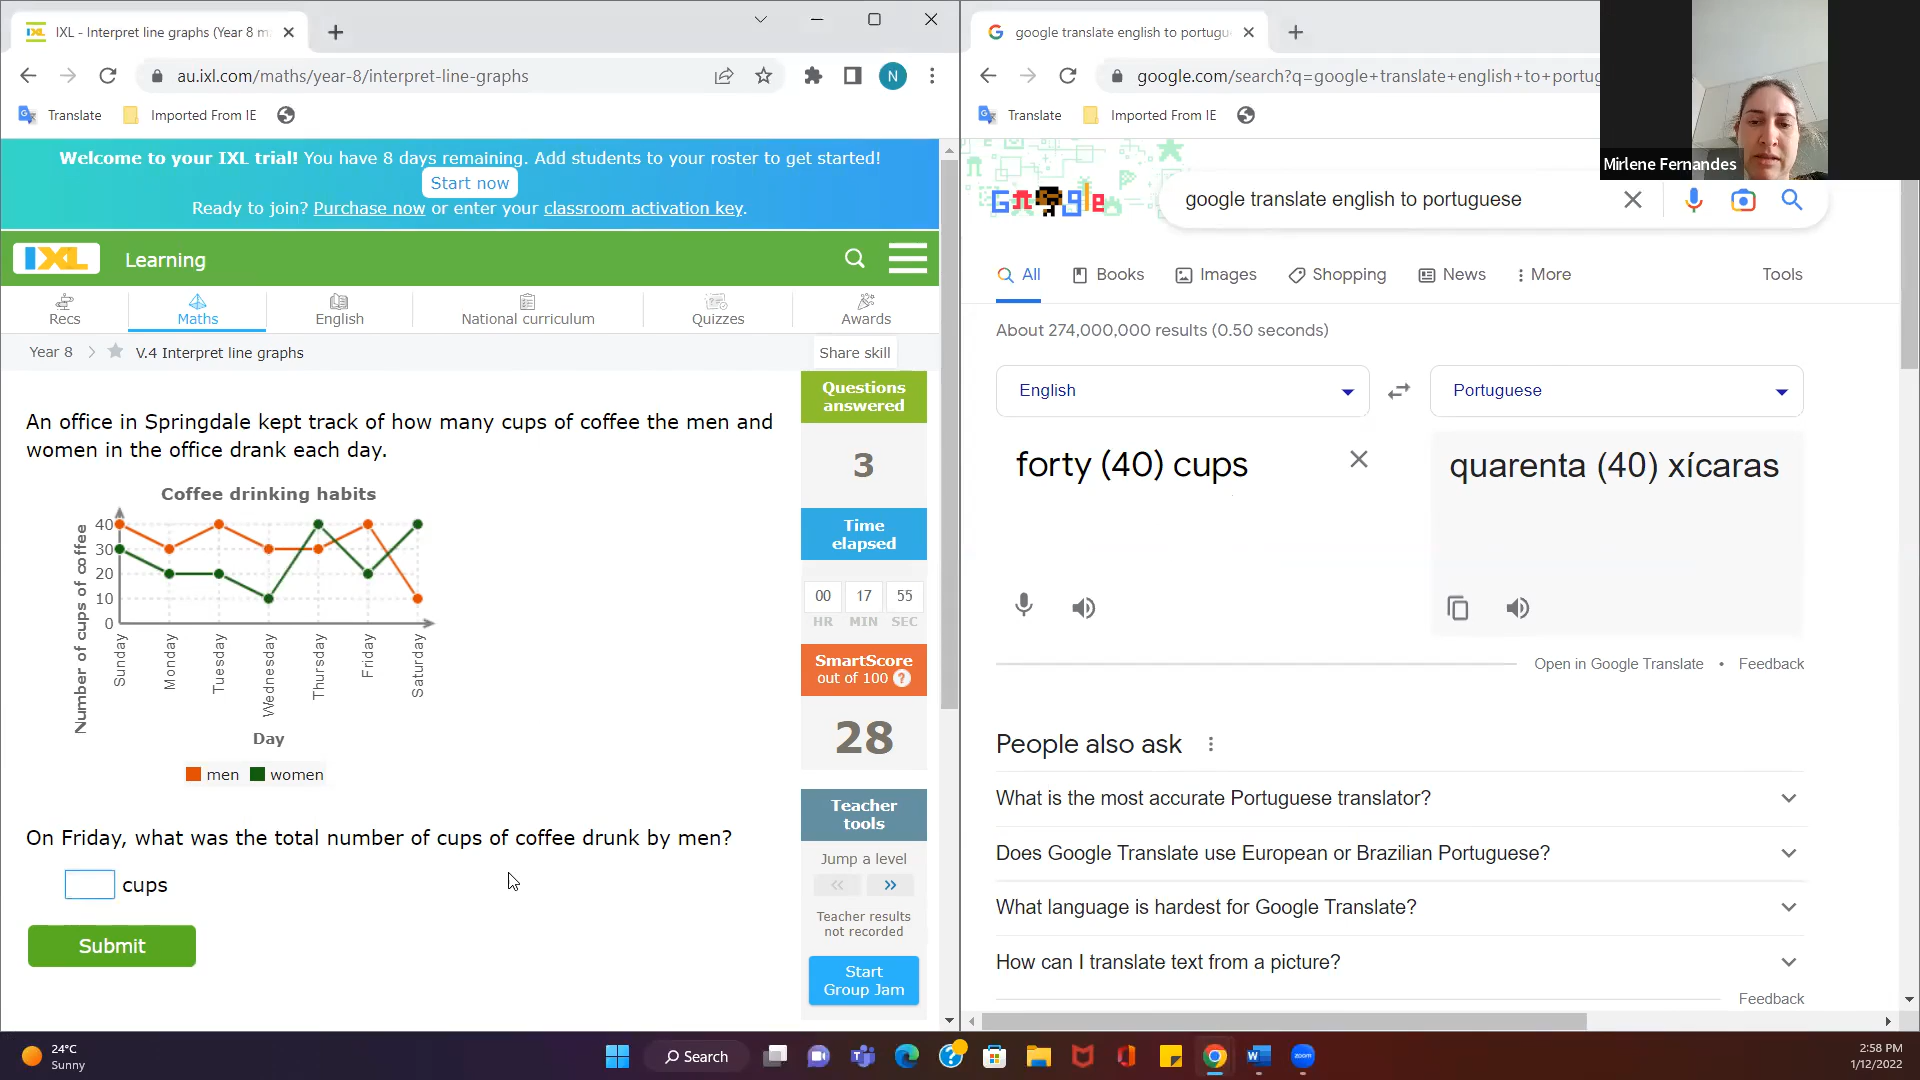 IXL - Interpret line graphs (Year 8 m
au.ixl.com/maths/year-8/interpret-line-graphs
N
Translate
Imported From IE
Welcome to your IXL trial! You have 8 days remaining. Add students to your roster to get started!
Start now
Ready to join? Purchase now or enter your classroom activation key.
IXL
Learning
Recs
Maths
English
National curriculum
Quizzes
Awards
Year 8
V.4 Interpret line graphs
Share skill
An office in Springdale kept track of how many cups of coffee the men and
women in the office drank each day.
Coffee drinking habits
Number of cups of coffee
40
30
20
10
0
Sunday
Monday
Tuesday
Wednesday
Thursday
Friday
Saturday
Day
men
women
On Friday, what was the total number of cups of coffee drunk by men?
cups
Submit
Questions
answered
3
Time
elapsed
00 17 55
HR MIN SEC
SmartScore
out of 100 ?
28
Teacher
tools
Jump a level
Teacher results
not recorded
Start
Group Jam
google translate english to portugu
google.com/search?q=google+translate+english+to+portug
Translate
Imported From IE
Mirlene Fernandes
Google
google translate english to portuguese
All
Books
Images
Shopping
News
More
Tools
About 274,000,000 results (0.50 seconds)
English
Portuguese
forty (40) cups
quarenta (40) xícaras
Open in Google Translate • Feedback
People also ask
What is the most accurate Portuguese translator?
Does Google Translate use European or Brazilian Portuguese?
What language is hardest for Google Translate?
How can I translate text from a picture?
Feedback
24°C
Sunny
Search
zoom
2:58 PM
1/12/2022